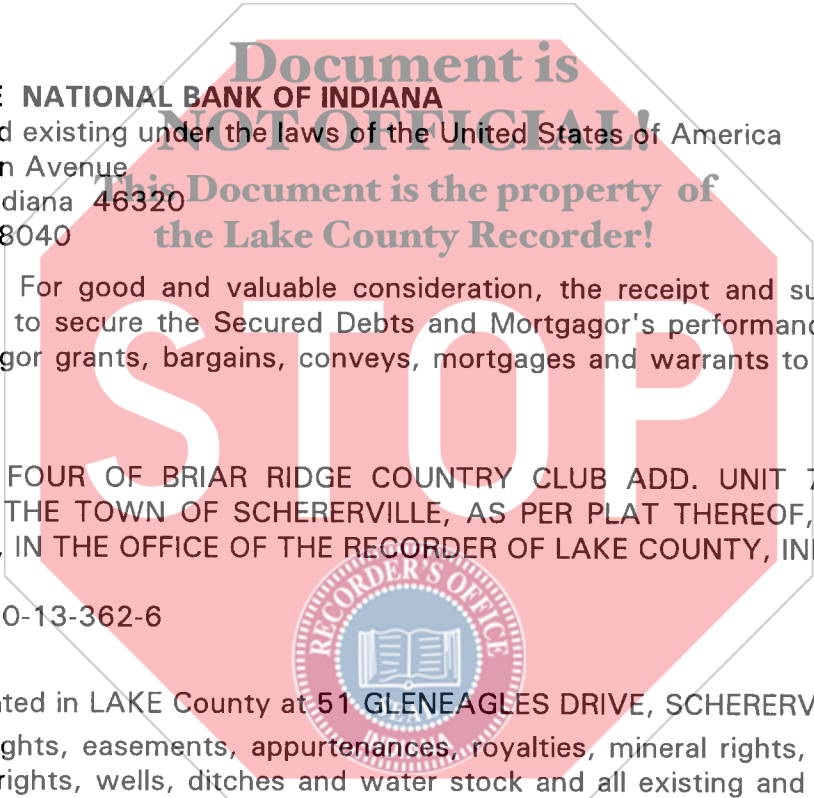 Document is
NATIONAL BANK OF INDIANA
NOT OFFICIAL!
existing under the laws of the United States of America
Avenue
This Document is the property of
diana 46320
the Lake County Recorder!
8040
For good and valuable consideration, the receipt and su
to secure the Secured Debts and Mortgagor's performanc
gor grants, bargains, conveys, mortgages and warrants to
STOP
FOUR OF BRIAR RIDGE COUNTRY CLUB ADD. UNIT 7
THE TOWN OF SCHERERVILLE, AS PER PLAT THEREOF,
, IN THE OFFICE OF THE RECORDER OF LAKE COUNTY, IN
RECORDER'S OFFICE
0-13-362-6
ted in LAKE County at 51 GLENEAGLES DRIVE, SCHERERV
SEAL
ghts, easements, appurtenances, royalties, mineral rights,
INDIANA
rights, wells, ditches and water stock and all existing and